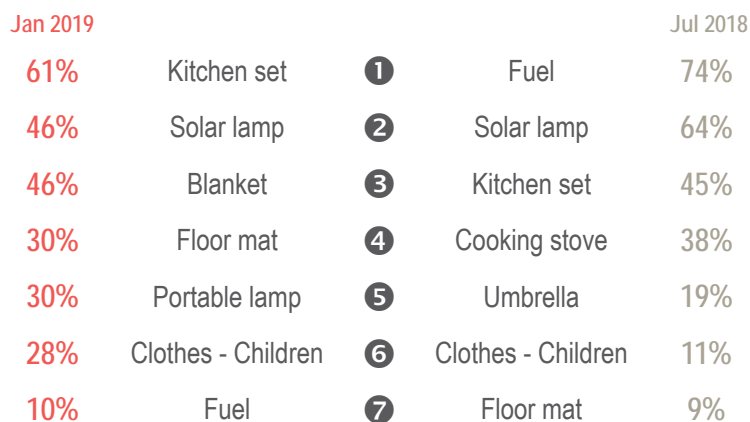 Jan 2019 Jul 2018
61% Kitchen set ❶ Fuel 74%
46% Solar lamp ❷ Solar lamp 64%
46% Blanket ❸ Kitchen set 45%
30% Floor mat ❹ Cooking stove 38%
30% Portable lamp ❺ Umbrella 19%
28% Clothes - Children ❻ Clothes - Children 11%
10% Fuel ❼ Floor mat 9%